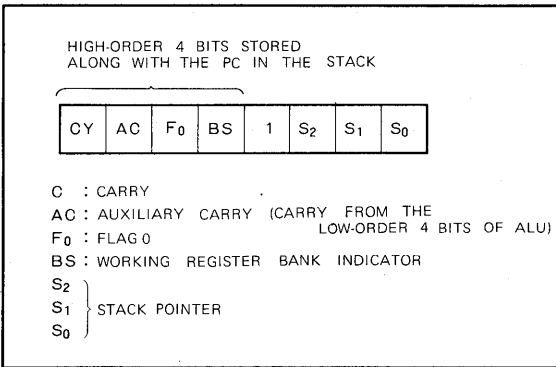 HIGH-ORDER 4 BITS STORED
ALONG WITH THE PC IN THE STACK
CY AC F0 BS 1 S2 S1 S0
C : CARRY
AC : AUXILIARY CARRY (CARRY FROM THE
LOW-ORDER 4 BITS OF ALU)
F0 : FLAG 0
BS : WORKING REGISTER BANK INDICATOR
S2
S1 STACK POINTER
S0